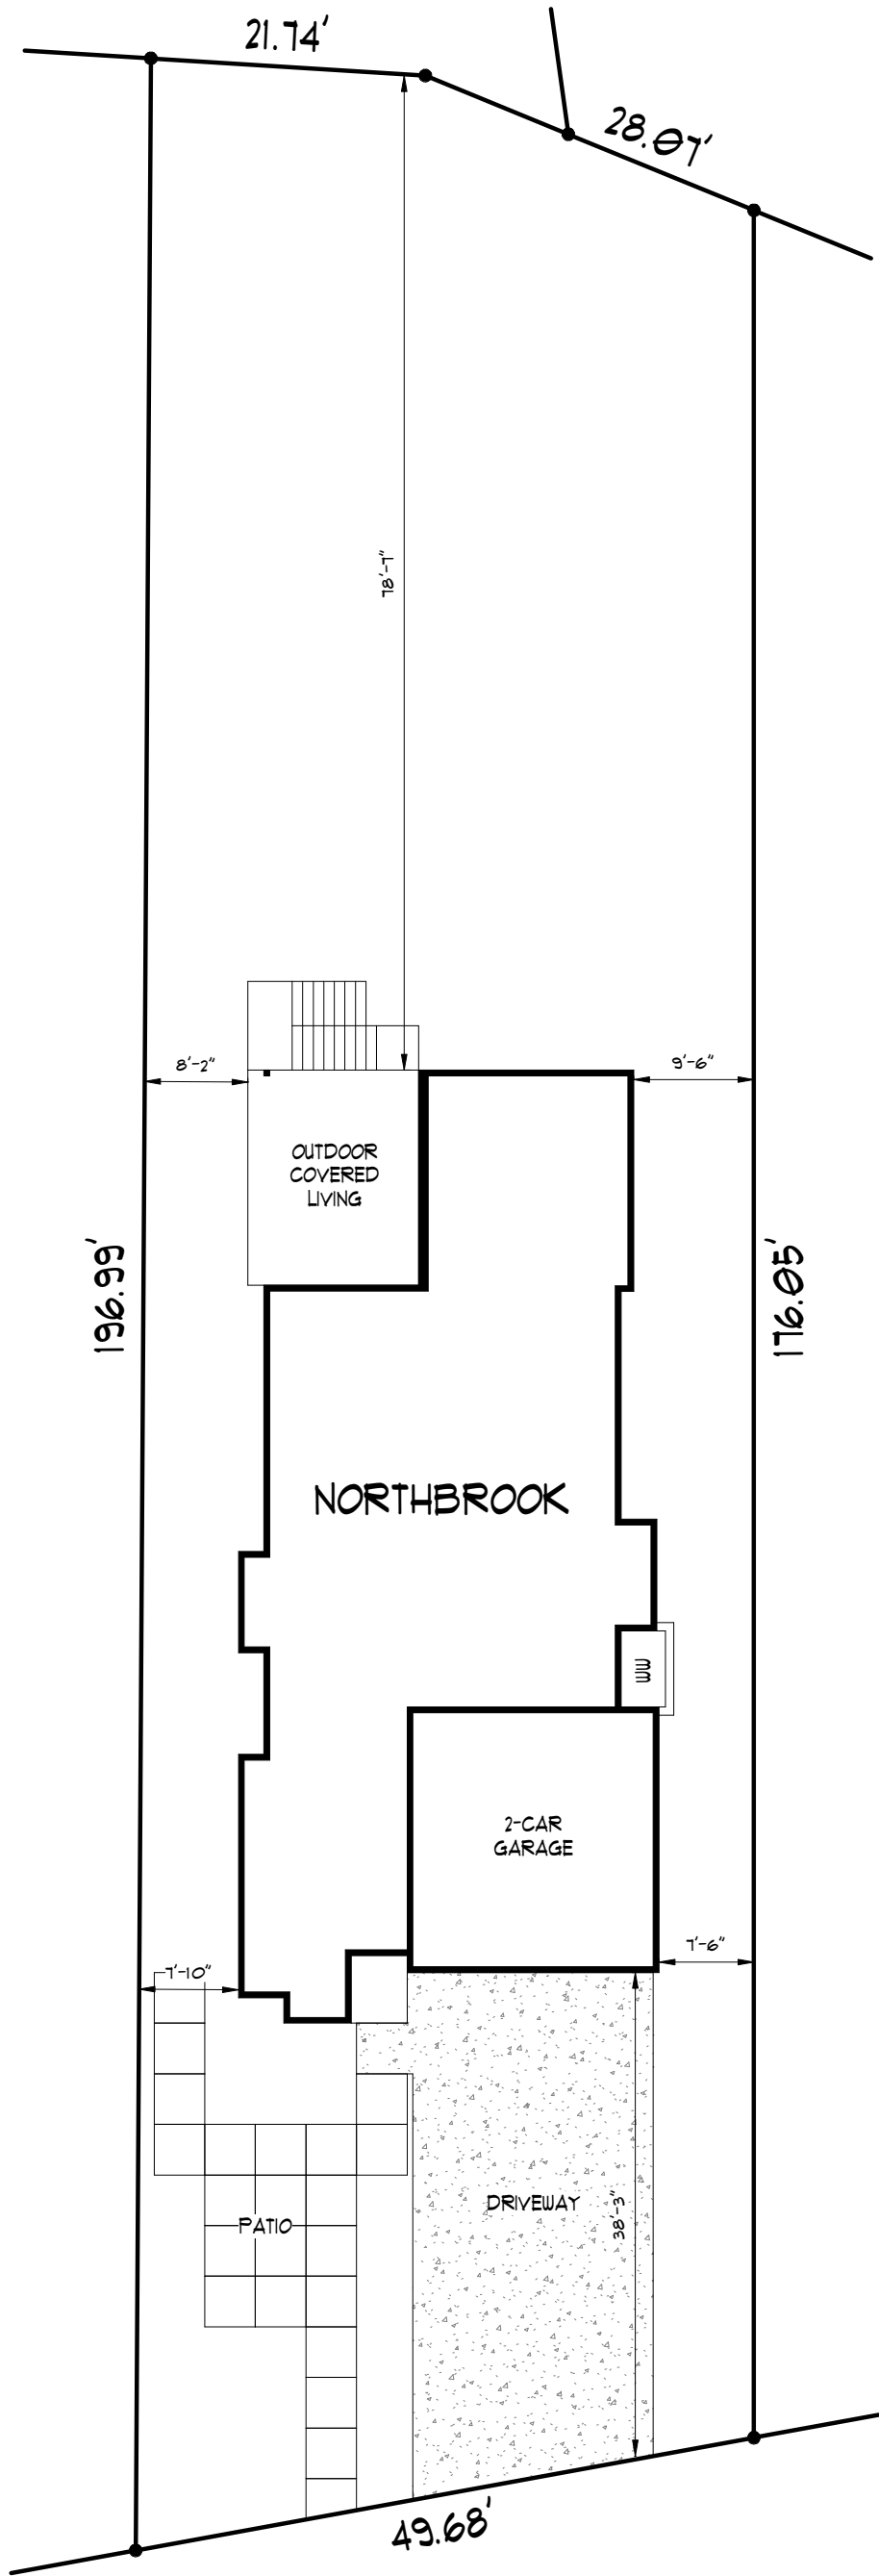 21.74'
28.07'
78'-7"
8'-2"
9'-6"
OUTDOOR
COVERED
LIVING
196.99'
176.05'
NORTHBROOK
WW
2-CAR
GARAGE
7'-6"
7'-10"
DRIVEWAY
38'-3"
PATIO
49.68'